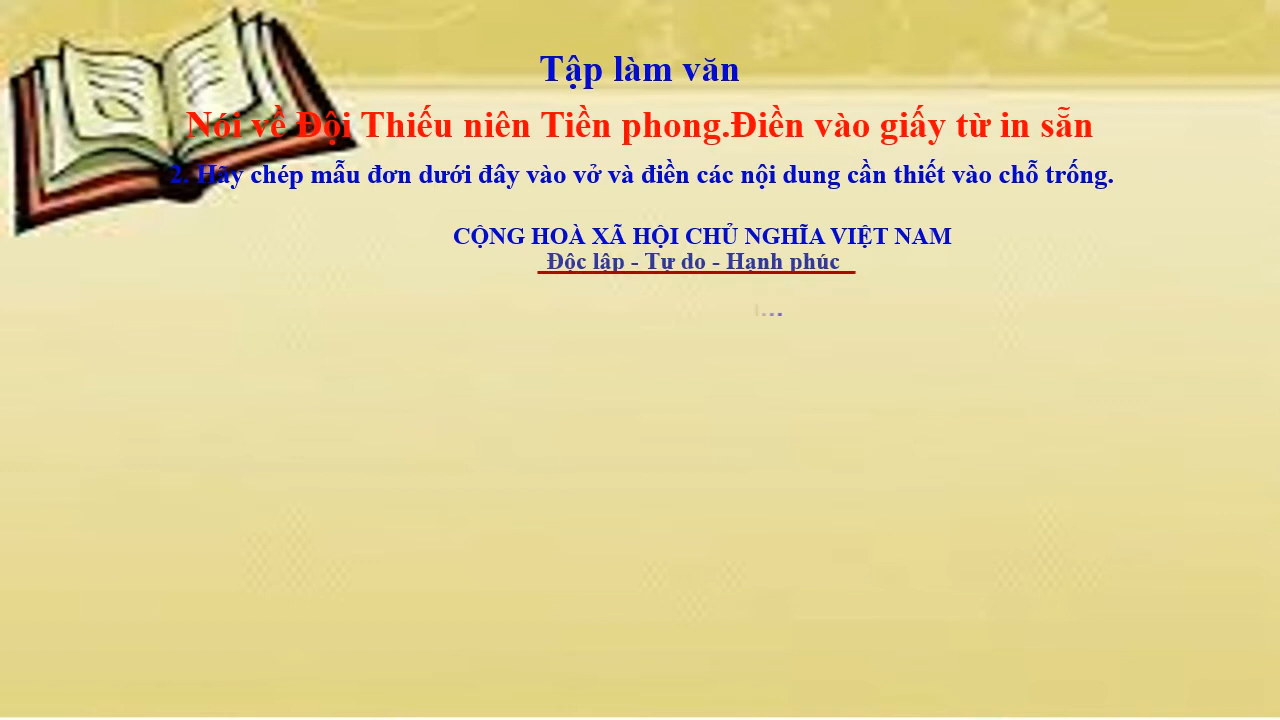 Tập làm văn
Nói về Đội Thiếu niên Tiền phong.Điền vào giấy từ in sẵn
2. Hãy chép mẫu đơn dưới đây vào vở và điền các nội dung cần thiết vào chỗ trống.
CỘNG HOÀ XÃ HỘI CHỦ NGHĨA VIỆT NAM
Độc lập - Tự do - Hạnh phúc
...